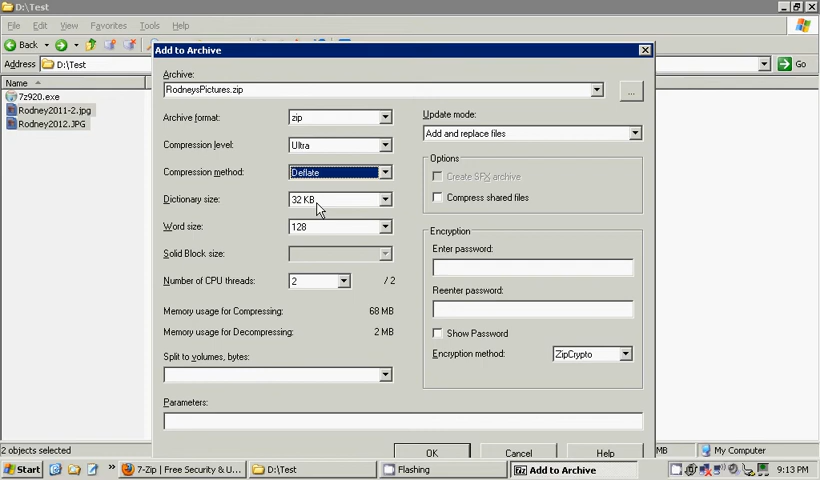 D:\Test
File Edit View Favorites Tools Help
Back
Address D:\Test Go
Name
7z920.exe
Rodney2011-2.jpg
Rodney2012.JPG
Add to Archive
Archive:
RodneysPictures.zip
...
Archive format: zip
Compression level: Ultra
Compression method: Deflate
Dictionary size: 32 KB
Word size: 128
Solid Block size:
Number of CPU threads: 2 / 2
Memory usage for Compressing: 68 MB
Memory usage for Decompressing: 2 MB
Split to volumes, bytes:
Parameters:
Update mode:
Add and replace files
Options
Create SFX archive
Compress shared files
Encryption
Enter password:
Reenter password:
Show Password
Encryption method: ZipCrypto
OK Cancel Help
2 objects selected MB My Computer
Start 7-Zip | Free Security & U... D:\Test Flashing Add to Archive 9:13 PM